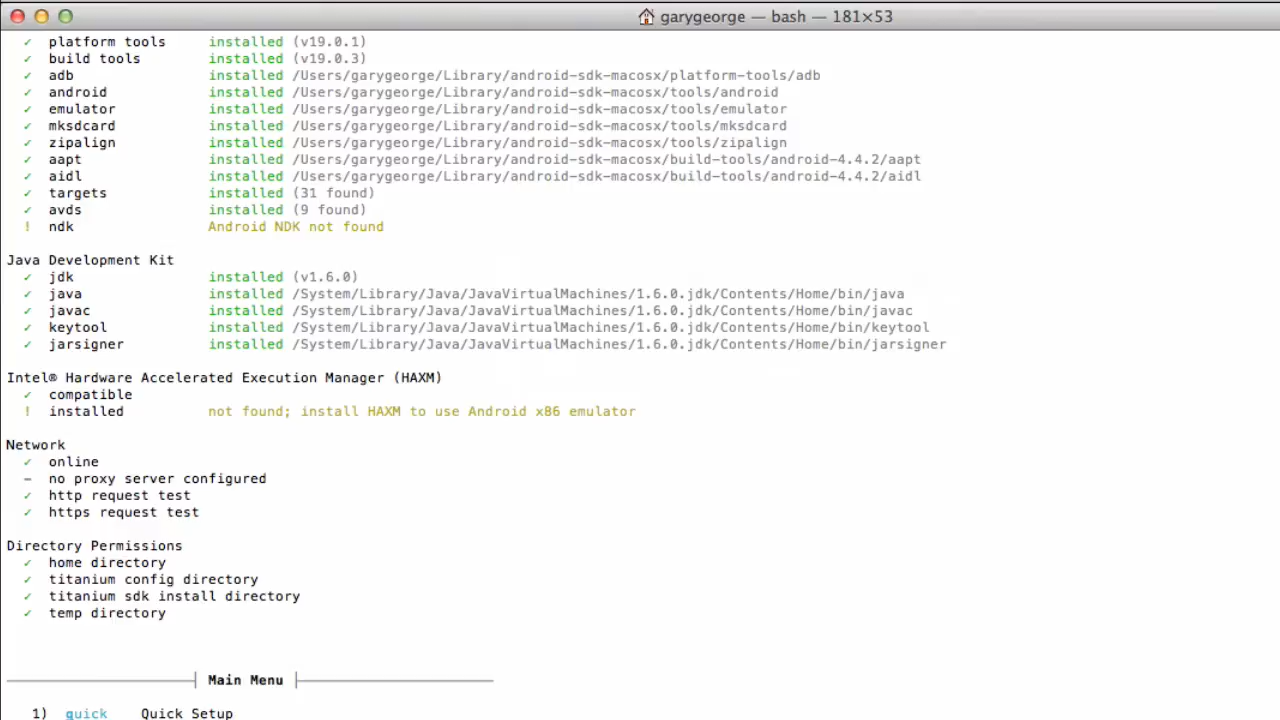 garygeorge — bash — 181×53
✓ platform tools installed (v19.0.1)
✓ build tools installed (v19.0.3)
✓ adb installed /Users/garygeorge/Library/android-sdk-macosx/platform-tools/adb
✓ android installed /Users/garygeorge/Library/android-sdk-macosx/tools/android
✓ emulator installed /Users/garygeorge/Library/android-sdk-macosx/tools/emulator
✓ mksdcard installed /Users/garygeorge/Library/android-sdk-macosx/tools/mksdcard
✓ zipalign installed /Users/garygeorge/Library/android-sdk-macosx/tools/zipalign
✓ aapt installed /Users/garygeorge/Library/android-sdk-macosx/build-tools/android-4.4.2/aapt
✓ aidl installed /Users/garygeorge/Library/android-sdk-macosx/build-tools/android-4.4.2/aidl
✓ targets installed (31 found)
✓ avds installed (9 found)
! ndk Android NDK not found
Java Development Kit
✓ jdk installed (v1.6.0)
✓ java installed /System/Library/Java/JavaVirtualMachines/1.6.0.jdk/Contents/Home/bin/java
✓ javac installed /System/Library/Java/JavaVirtualMachines/1.6.0.jdk/Contents/Home/bin/javac
✓ keytool installed /System/Library/Java/JavaVirtualMachines/1.6.0.jdk/Contents/Home/bin/keytool
✓ jarsigner installed /System/Library/Java/JavaVirtualMachines/1.6.0.jdk/Contents/Home/bin/jarsigner
Intel® Hardware Accelerated Execution Manager (HAXM)
✓ compatible
! installed not found; install HAXM to use Android x86 emulator
Network
✓ online
– no proxy server configured
✓ http request test
✓ https request test
Directory Permissions
✓ home directory
✓ titanium config directory
✓ titanium sdk install directory
✓ temp directory
Main Menu
1) quick Quick Setup